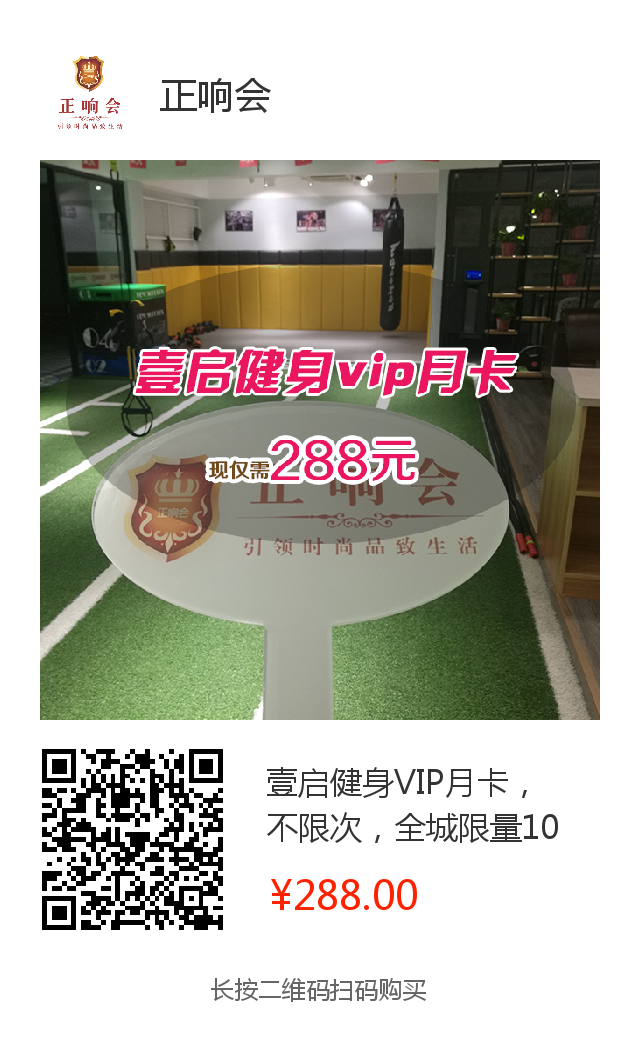 正响会
引领时尚品致生活
正响会
壹启健身vip月卡
现仅需288元
正响会
正响会
引领时尚品致生活
壹启健身VIP月卡，
不限次，全城限量10
¥288.00
长按二维码扫码购买